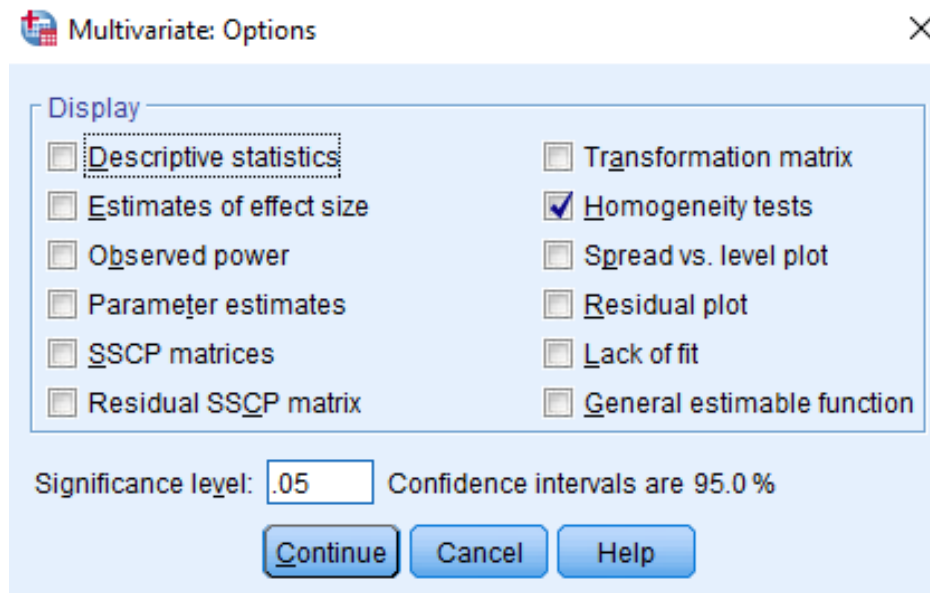 Multivariate: Options
Display
Descriptive statistics
Transformation matrix
Estimates of effect size
Homogeneity tests
Observed power
Spread vs. level plot
Parameter estimates
Residual plot
SSCP matrices
Lack of fit
Residual SSCP matrix
General estimable function
Significance level: .05 Confidence intervals are 95.0 %
Continue Cancel Help